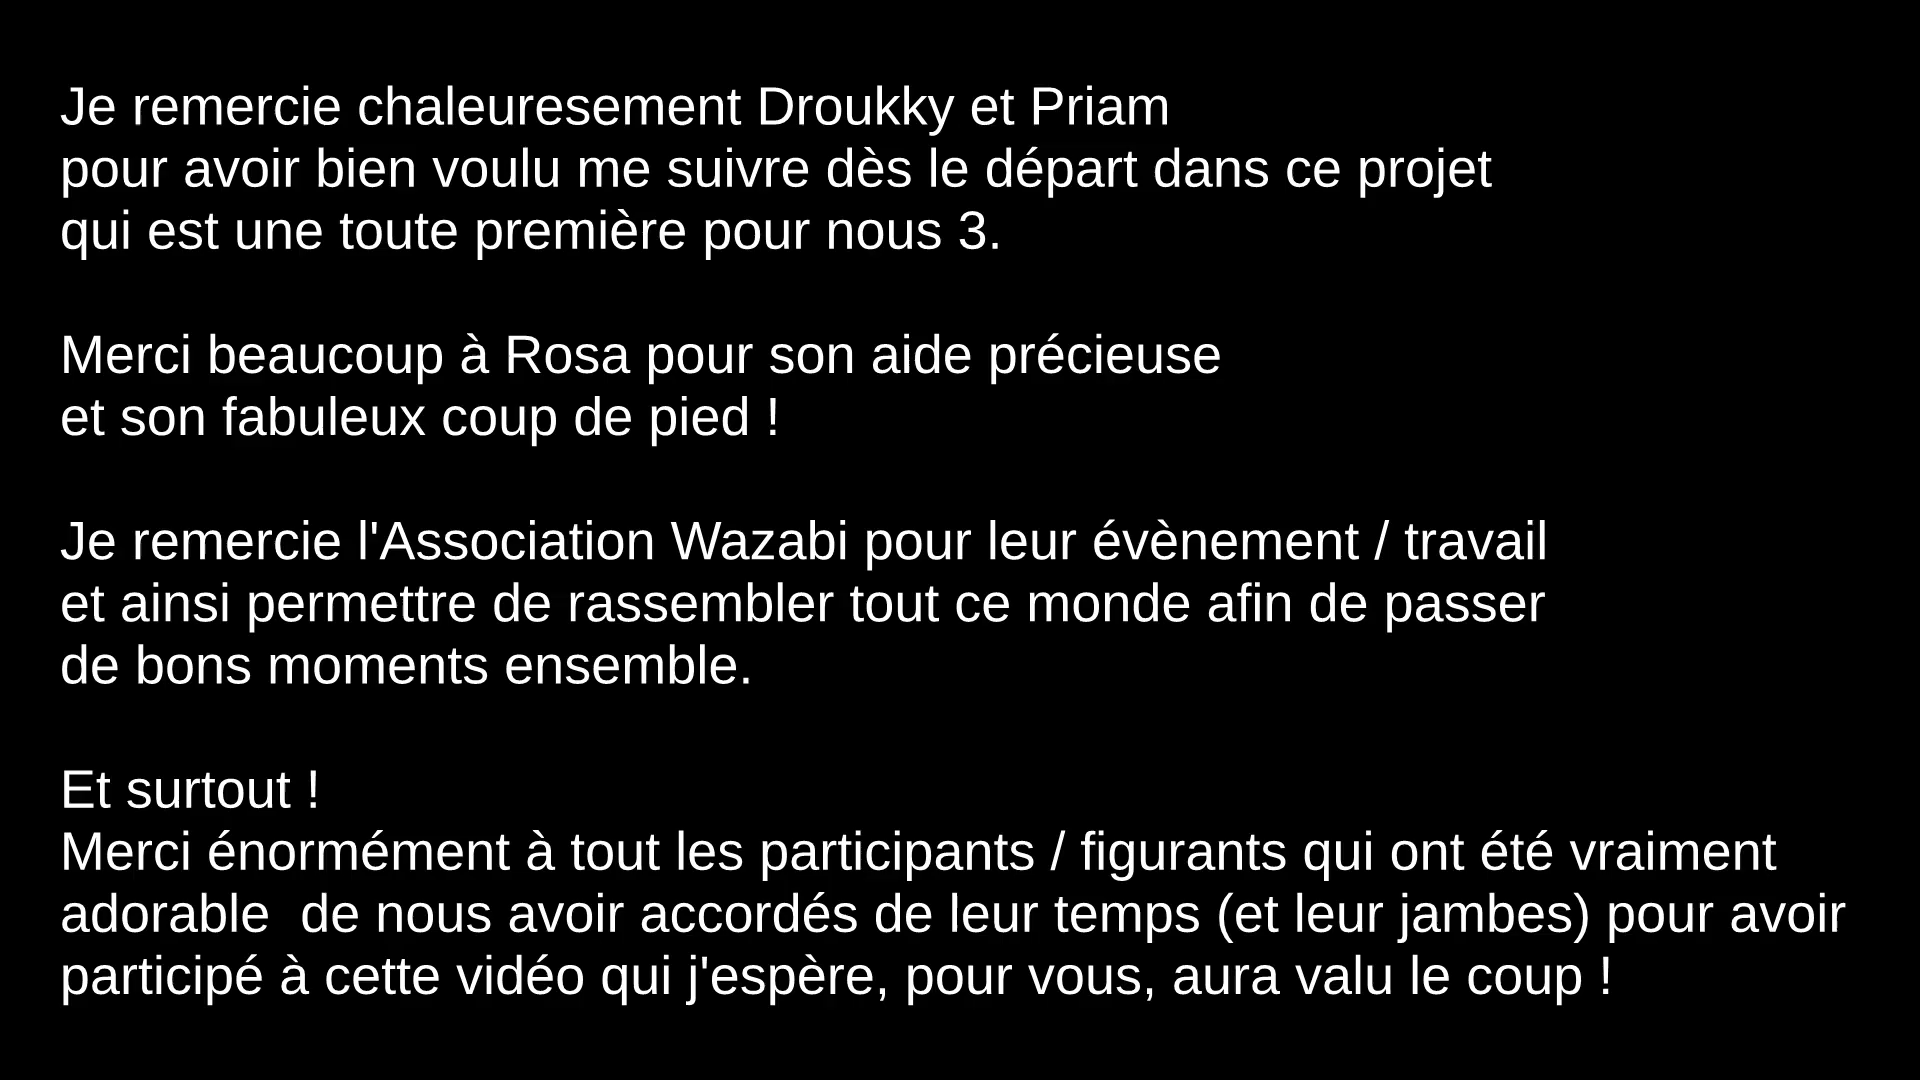 Je remercie chaleuresement Droukky et Priam
pour avoir bien voulu me suivre dès le départ dans ce projet
qui est une toute première pour nous 3.
Merci beaucoup à Rosa pour son aide précieuse
et son fabuleux coup de pied !
Je remercie l'Association Wazabi pour leur évènement / travail
et ainsi permettre de rassembler tout ce monde afin de passer
de bons moments ensemble.
Et surtout !
Merci énormément à tout les participants / figurants qui ont été vraiment
adorable  de nous avoir accordés de leur temps (et leur jambes) pour avoir
participé à cette vidéo qui j'espère, pour vous, aura valu le coup !